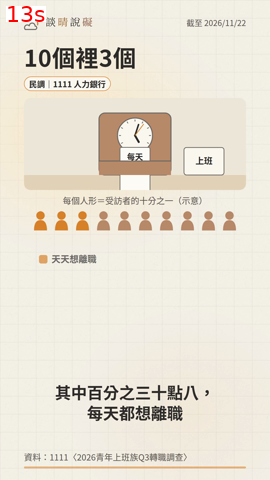 13s
談晴說礙
截至 2026/11/22
10個裡3個
民調｜1111 人力銀行
每天
上班
每個人形＝受訪者的十分之一（示意）
天天想離職
其中百分之三十點八，
每天都想離職
資料：1111〈2026青年上班族Q3轉職調查〉